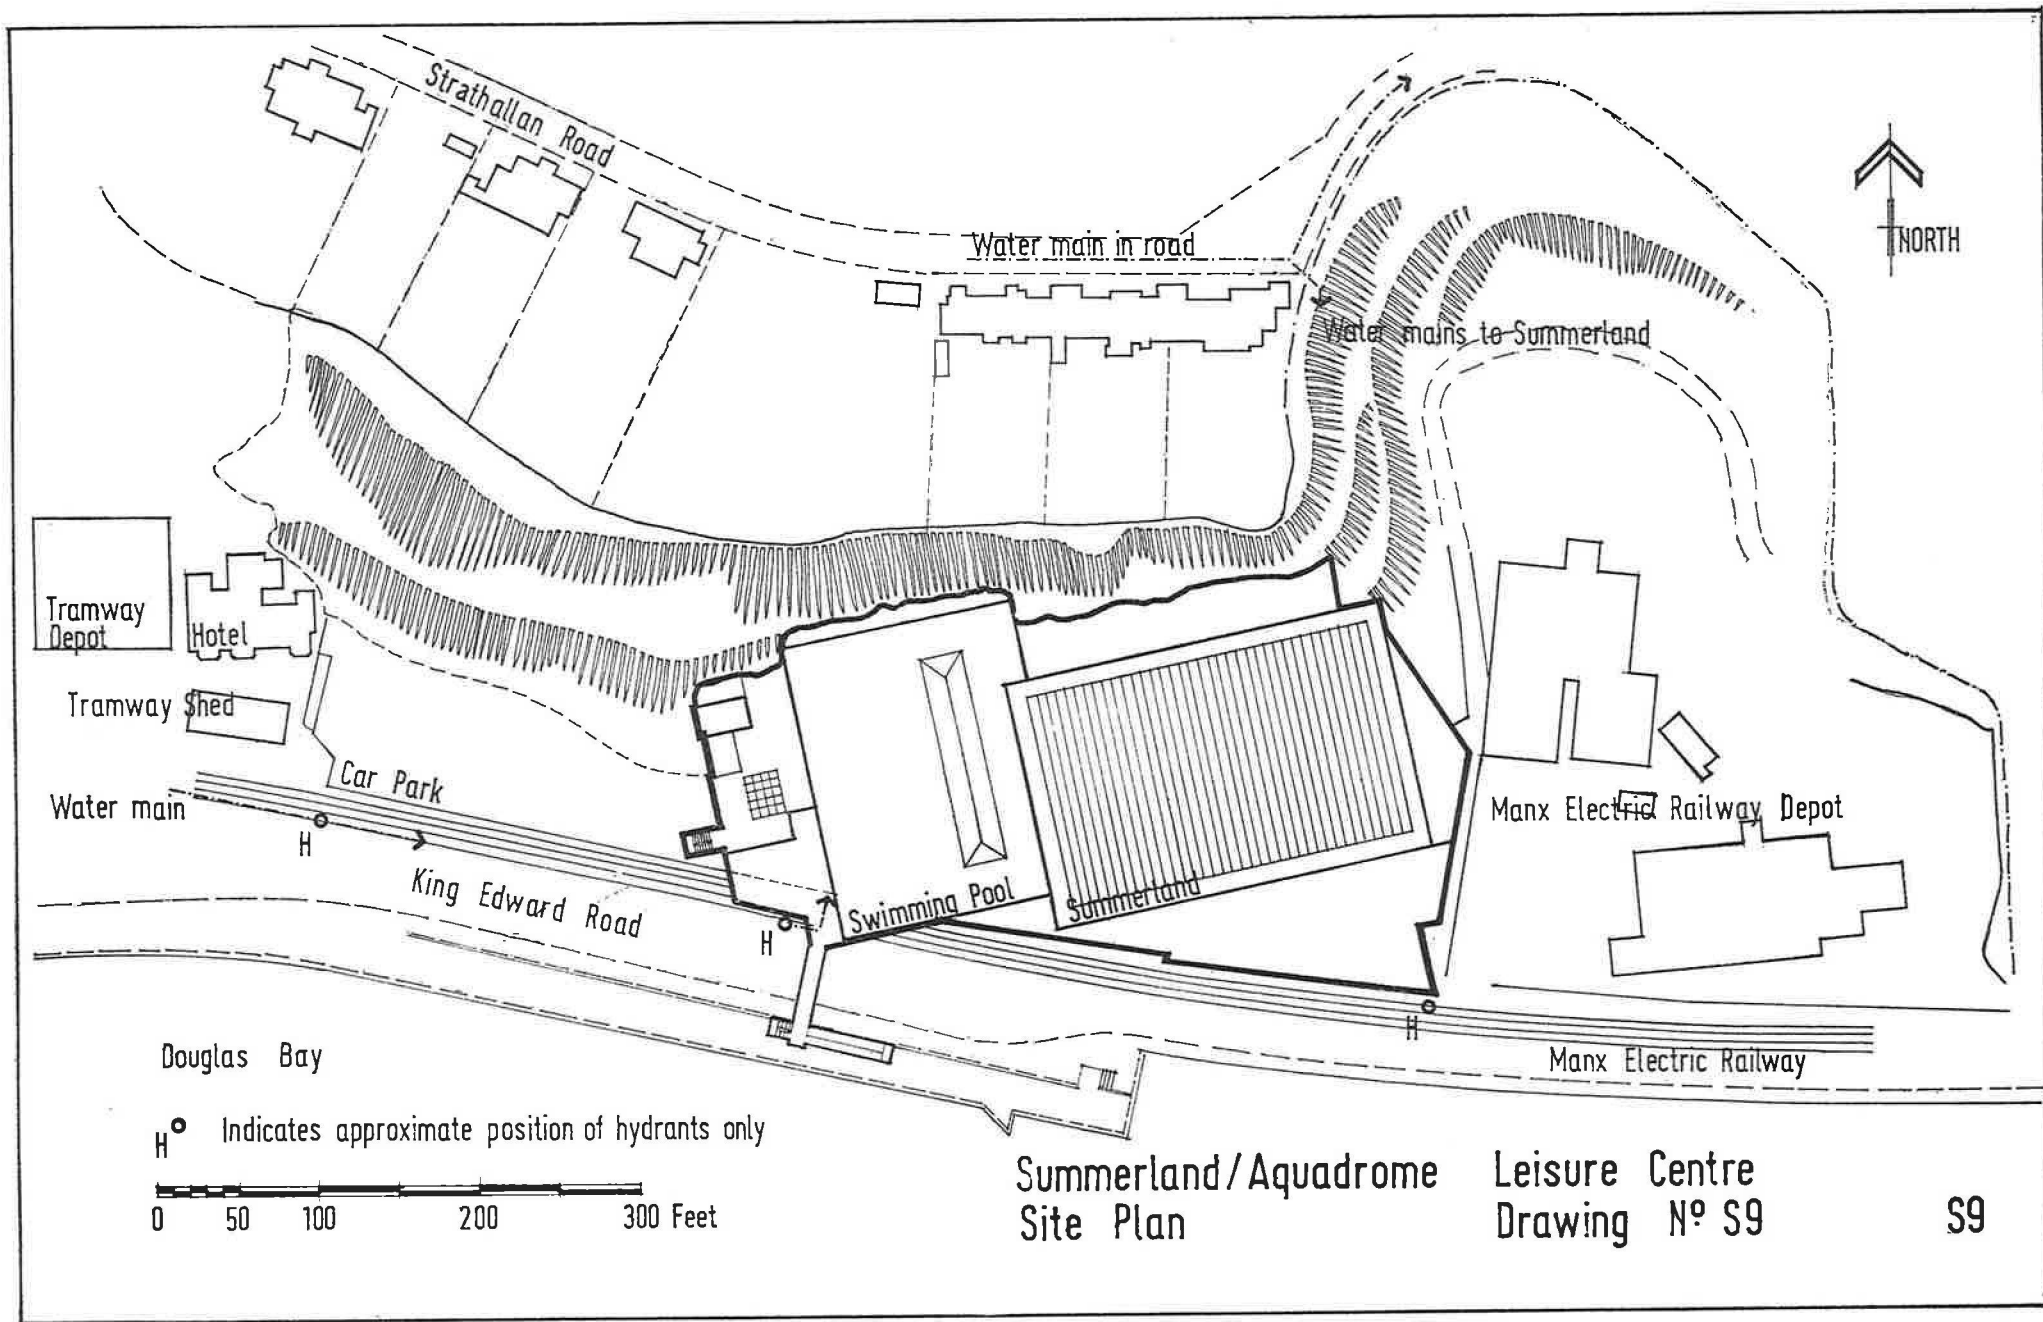 Strathallan Road
Water main in road
NORTH
Water mains to Summerland
Tramway
Depot
Hotel
Tramway Shed
Car Park
Water main
H
King Edward Road
H
Swimming Pool
Summerland
Manx Electric Railway Depot
H
Manx Electric Railway
Douglas Bay
H Indicates approximate position of hydrants only
0 50 100 200 300 Feet
Summerland/Aquadrome Leisure Centre
Site Plan Drawing Nº S9 S9